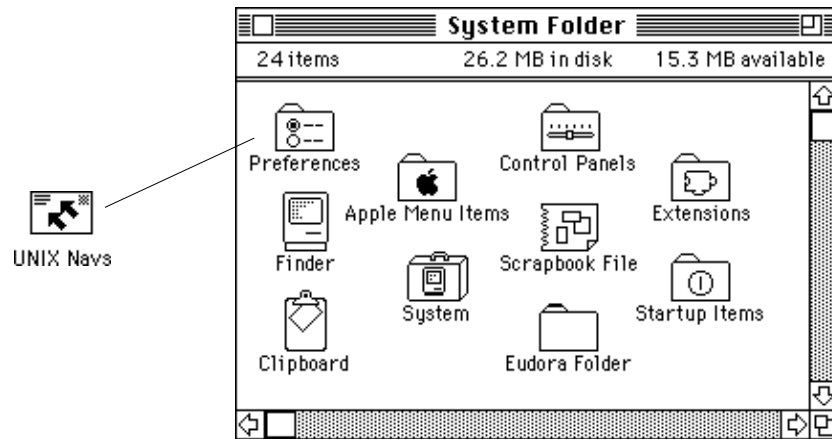 System Folder
24 items 26.2 MB in disk 15.3 MB available
Preferences
Control Panels
Apple Menu Items
Extensions
UNIX Navs
Finder
Scrapbook File
System
Startup Items
Clipboard
Eudora Folder